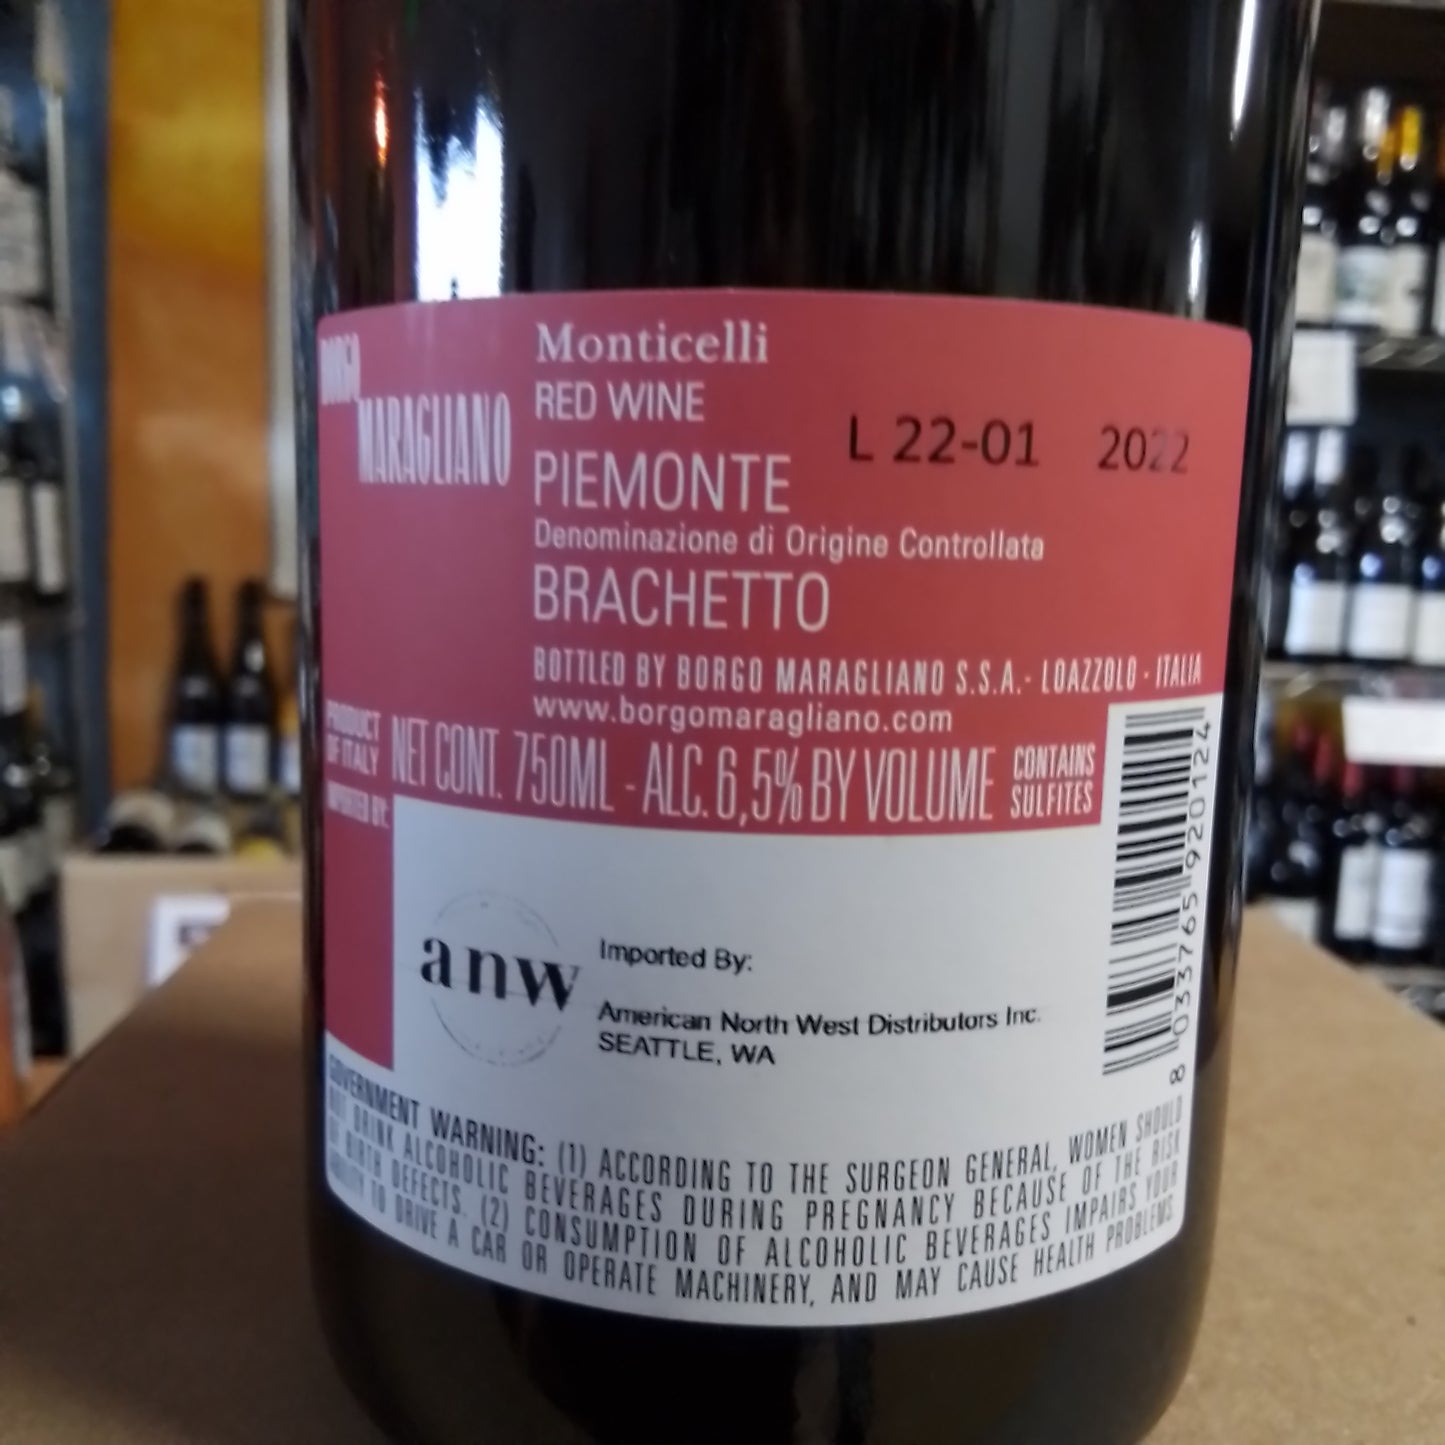 BORGO
MARAGLIANO
Monticelli
RED WINE
L 22-01 2022
PIEMONTE
Denominazione di Origine Controllata
BRACHETTO
BOTTLED BY BORGO MARAGLIANO S.S.A.- LOAZZOLO - ITALIA
www.borgomaragliano.com
PRODUCT
OF ITALY
NET CONT. 750ML - ALC. 6,5% BY VOLUME
CONTAINS
SULFITES
IMPORTED BY:
anw
Imported By:
American North West Distributors Inc.
SEATTLE, WA
8 033765 920124
GOVERNMENT WARNING: (1) ACCORDING TO THE SURGEON GENERAL, WOMEN SHOULD
NOT DRINK ALCOHOLIC BEVERAGES DURING PREGNANCY BECAUSE OF THE RISK
OF BIRTH DEFECTS. (2) CONSUMPTION OF ALCOHOLIC BEVERAGES IMPAIRS YOUR
ABILITY TO DRIVE A CAR OR OPERATE MACHINERY, AND MAY CAUSE HEALTH PROBLEMS.